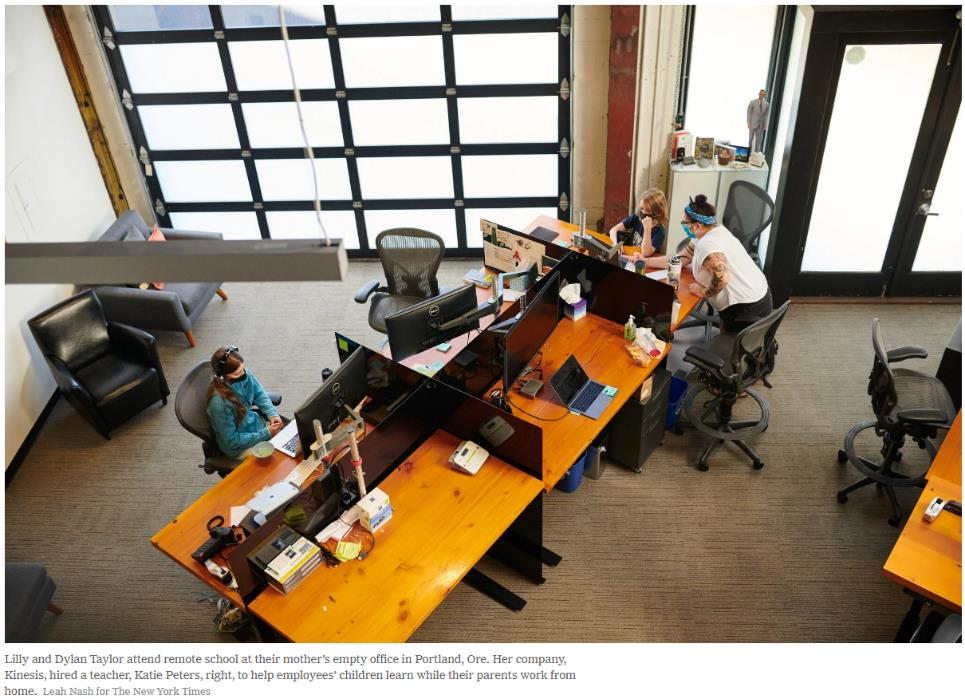 DELL
Lilly and Dylan Taylor attend remote school at their mother's empty office in Portland, Ore. Her company,
Kinesis, hired a teacher, Katie Peters, right, to help employees' children learn while their parents work from
home. Leah Nash for The New York Times